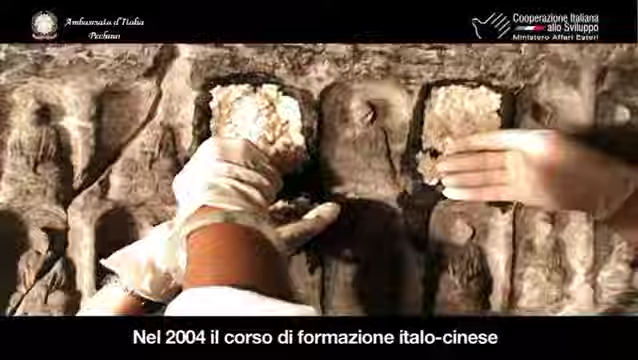 Ambasciata d'Italia
Pechino
Cooperazione Italiana
allo Sviluppo
Ministero Affari Esteri
Nel 2004 il corso di formazione italo-cinese